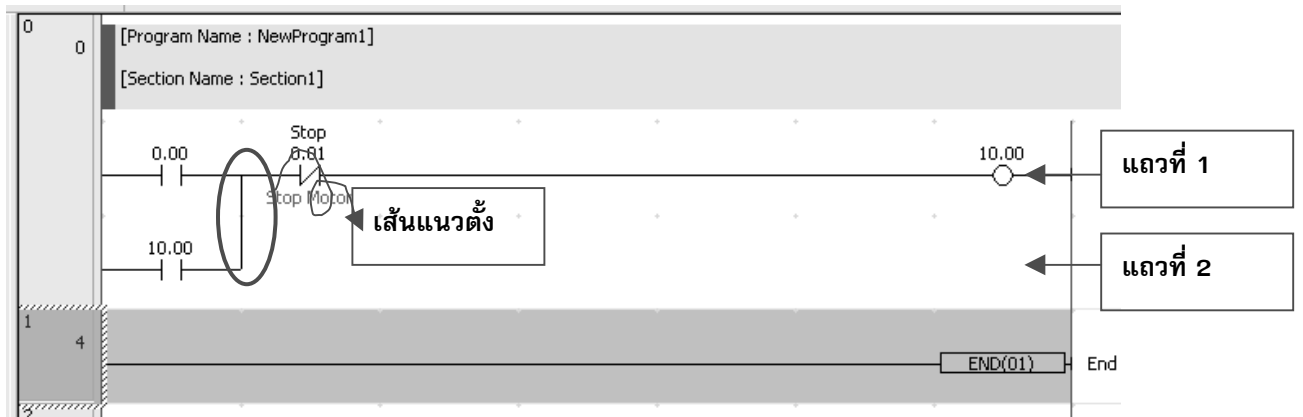 0
0
[Program Name : NewProgram1]
[Section Name : Section1]
Stop
0.00
0.01
10.00
แถวที่ 1
Stop Motor
เส้นแนวตั้ง
10.00
แถวที่ 2
1
4
END(01)
End
2